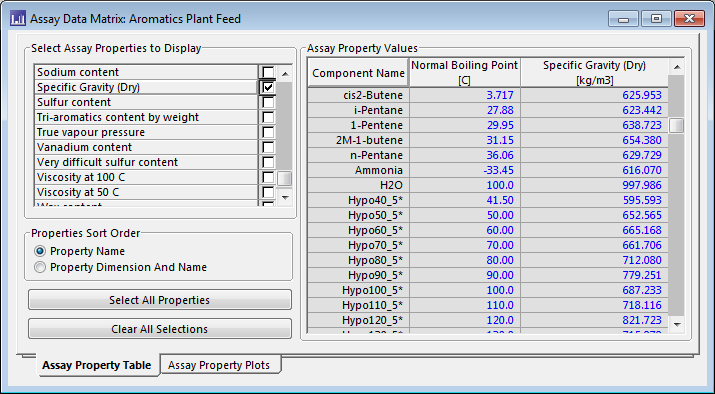 Assay Data Matrix: Aromatics Plant Feed
Select Assay Properties to Display
Sodium content
Specific Gravity (Dry)
Sulfur content
Tri-aromatics content by weight
True vapour pressure
Vanadium content
Very difficult sulfur content
Viscosity at 100 C
Viscosity at 50 C
Properties Sort Order
Property Name
Property Dimension And Name
Select All Properties
Clear All Selections
Assay Property Values
Component Name Normal Boiling Point [C] Specific Gravity (Dry) [kg/m3]
cis2-Butene 3.717 625.953
i-Pentane 27.88 623.442
1-Pentene 29.95 638.723
2M-1-butene 31.15 654.380
n-Pentane 36.06 629.729
Ammonia -33.45 616.070
H2O 100.0 997.986
Hypo40_5* 41.50 595.593
Hypo50_5* 50.00 652.565
Hypo60_5* 60.00 665.168
Hypo70_5* 70.00 661.706
Hypo80_5* 80.00 712.080
Hypo90_5* 90.00 779.251
Hypo100_5* 100.0 687.233
Hypo110_5* 110.0 718.116
Hypo120_5* 120.0 821.723
Assay Property Table Assay Property Plots